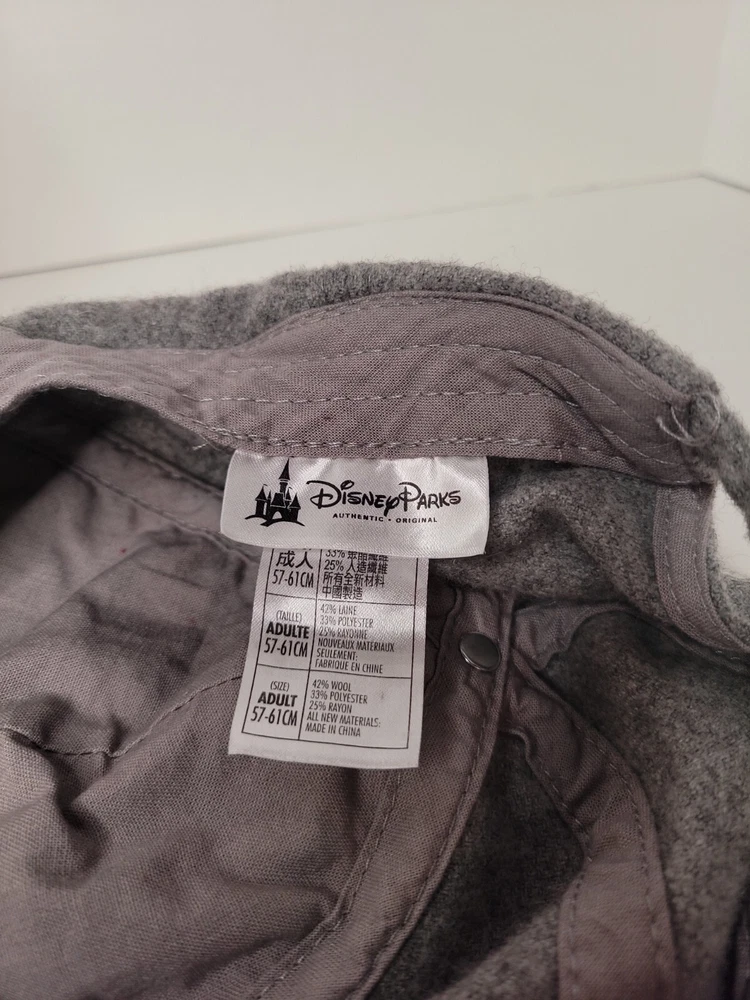 Disney Parks
AUTHENTIC • ORIGINAL
成人
57-61CM
33% 聚酯纖維
25% 人造纖維
所有全新材料
中國製造
(TAILLE)
ADULTE
57-61CM
42% LAINE
33% POLYESTER
25% RAYONNE
NOUVEAUX MATERIAUX
SEULEMENT:
FABRIQUE EN CHINE
(SIZE)
ADULT
57-61CM
42% WOOL
33% POLYESTER
25% RAYON
ALL NEW MATERIALS:
MADE IN CHINA